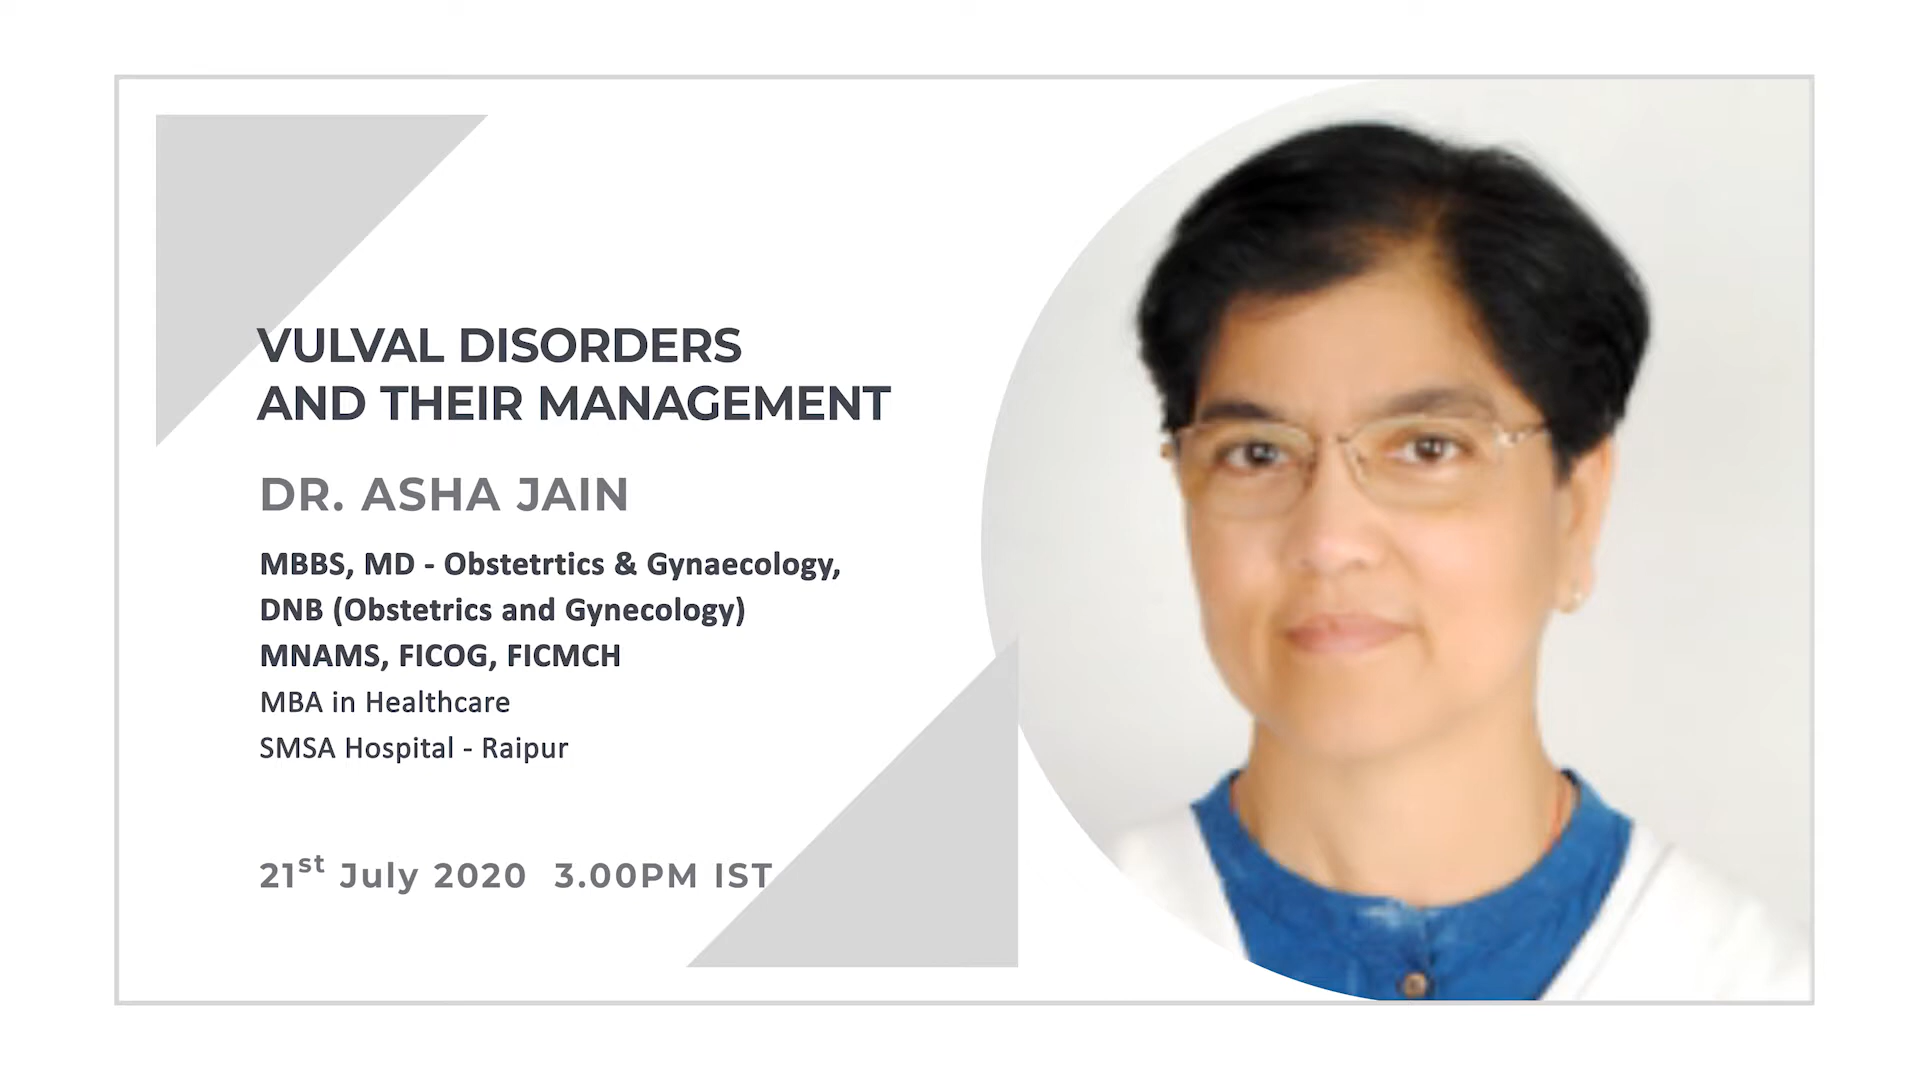 VULVAL DISORDERS
AND THEIR MANAGEMENT
DR. ASHA JAIN
MBBS, MD - Obstetrtics & Gynaecology,
DNB (Obstetrics and Gynecology)
MNAMS, FICOG, FICMCH
MBA in Healthcare
SMSA Hospital - Raipur
21st July 2020 3.00PM IST